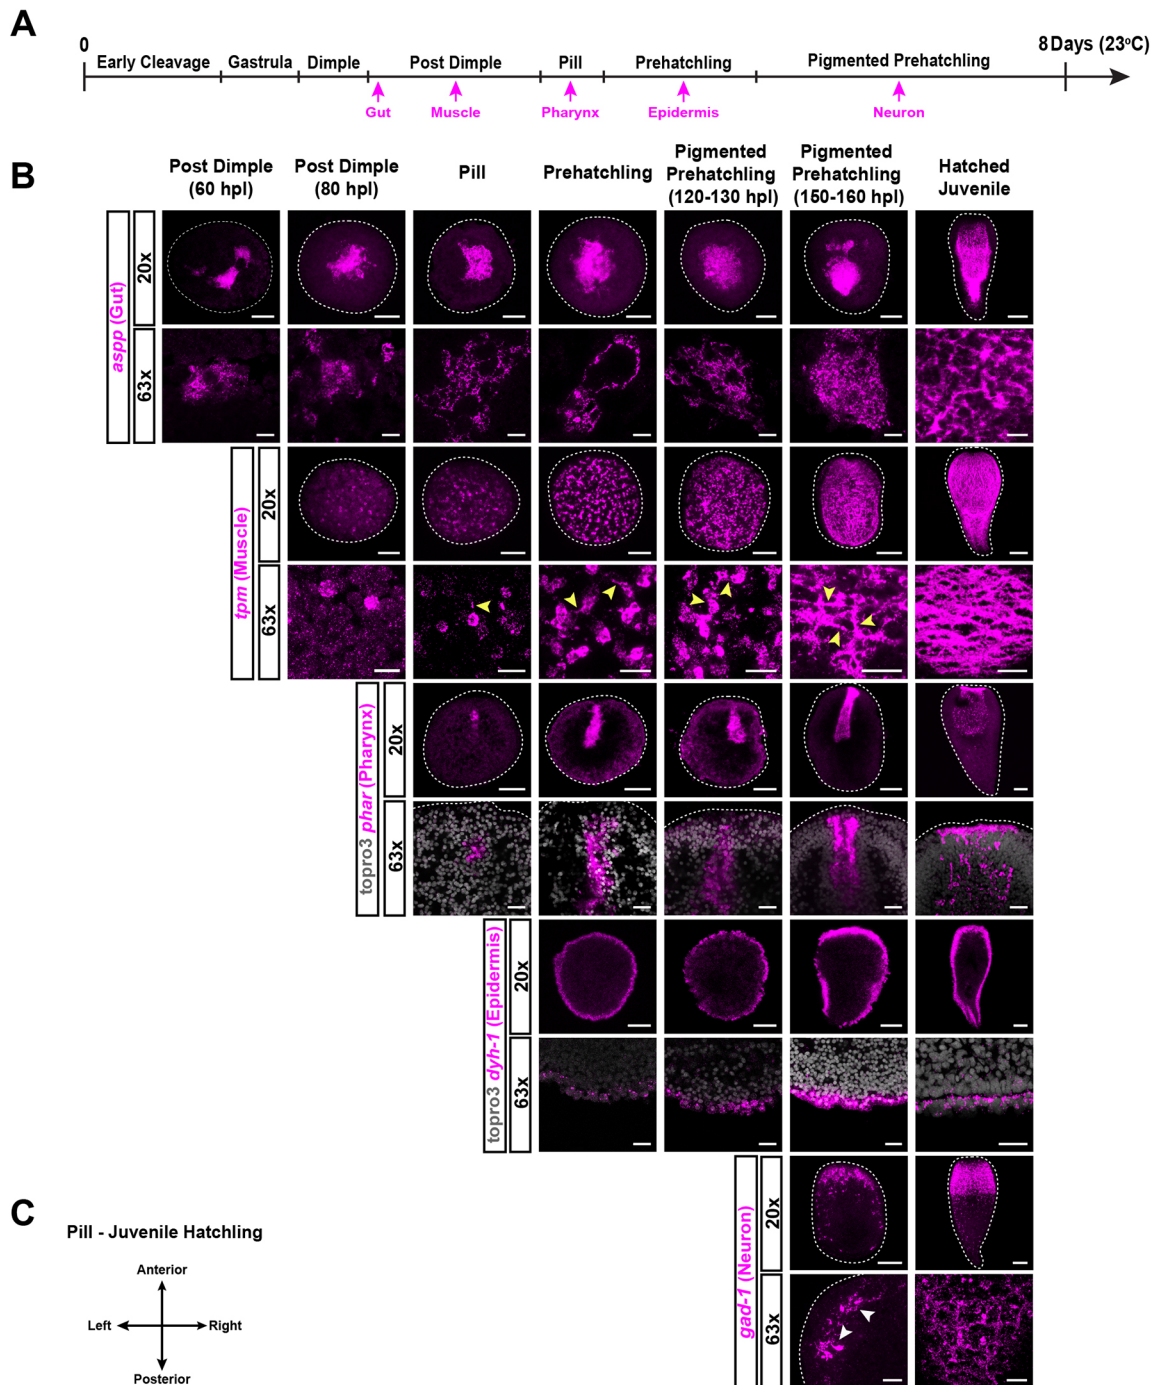 A
0
8 Days (23°C)
Early Cleavage
Gastrula
Dimple
Post Dimple
Pill
Prehatchling
Pigmented Prehatchling
Gut
Muscle
Pharynx
Epidermis
Neuron
B
Post Dimple
(60 hpl)
Post Dimple
(80 hpl)
Pill
Prehatchling
Pigmented
Prehatchling
(120-130 hpl)
Pigmented
Prehatchling
(150-160 hpl)
Hatched
Juvenile
aspp (Gut)
20x
63x
tpm (Muscle)
20x
63x
topro3 phar (Pharynx)
20x
63x
topro3 dyh-1 (Epidermis)
20x
63x
gad-1 (Neuron)
20x
63x
C
Pill - Juvenile Hatchling
Anterior
Left
Right
Posterior